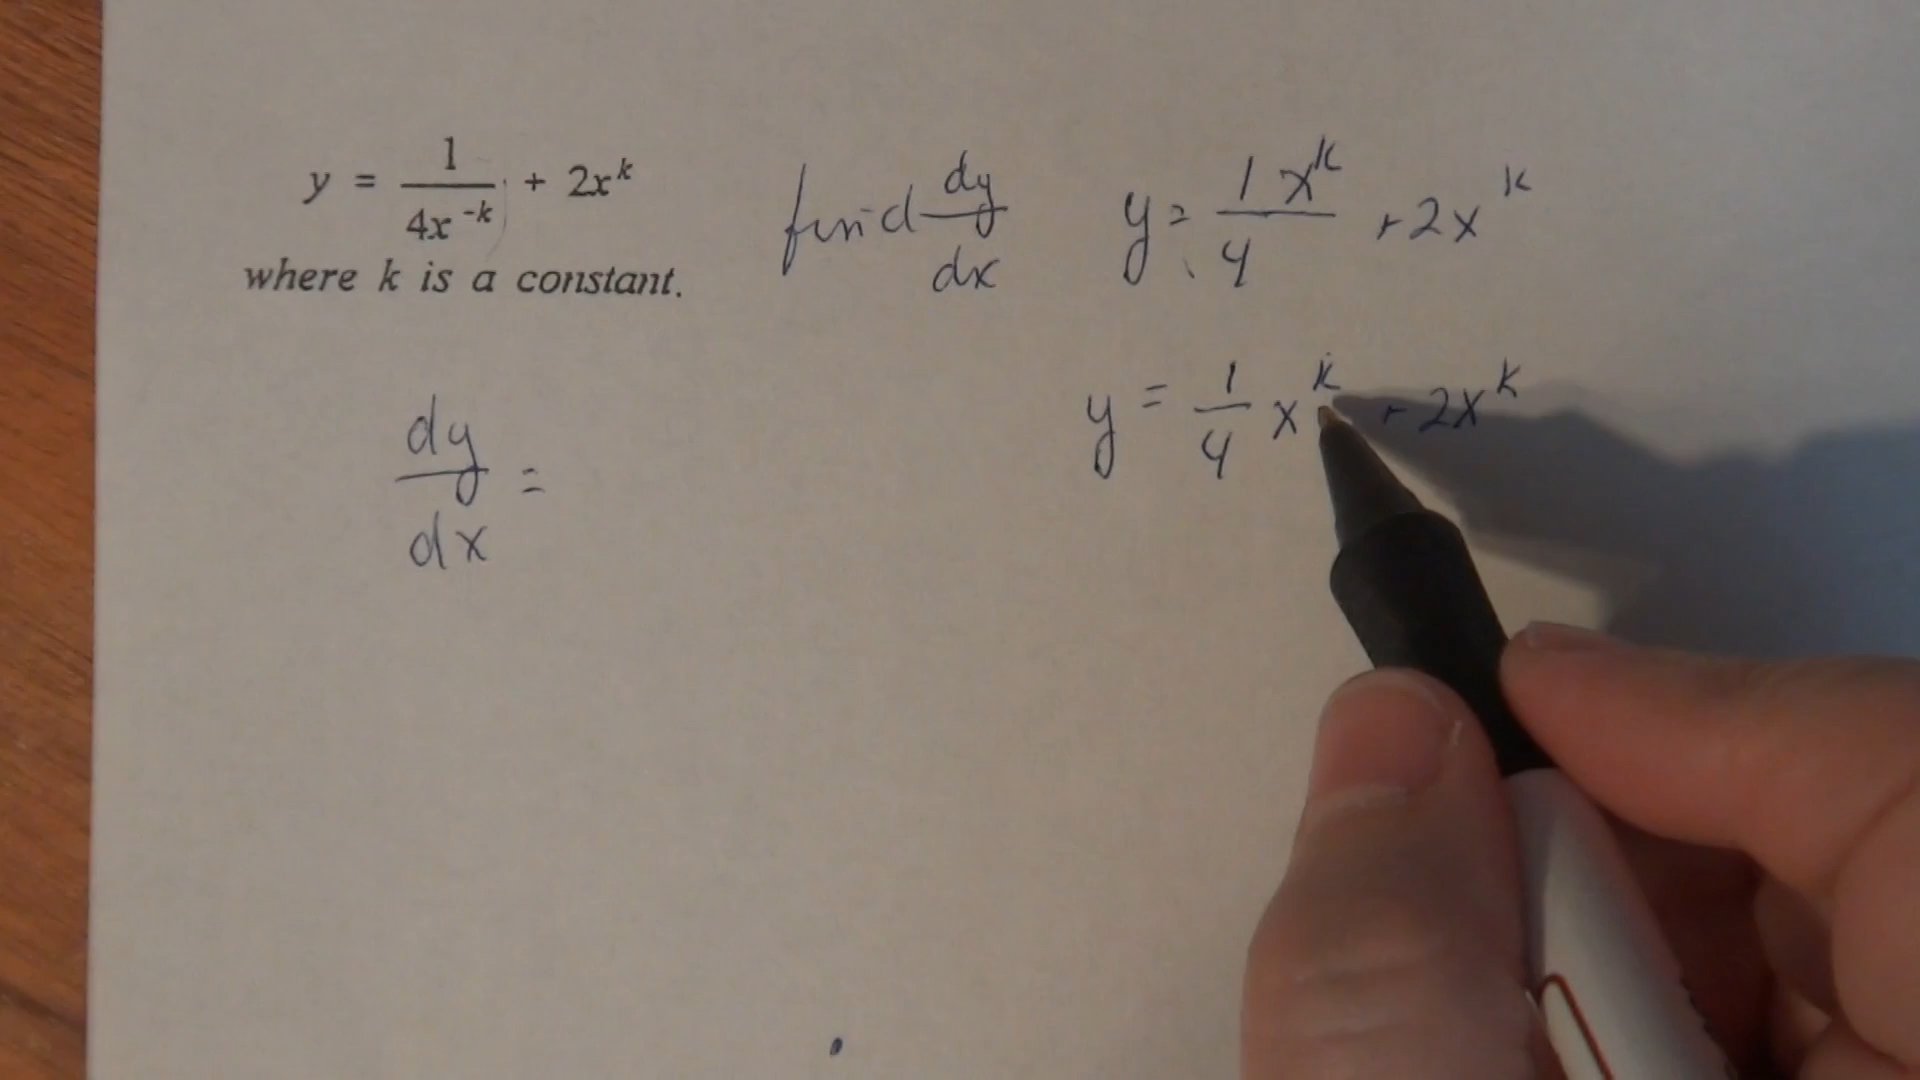 y = 1/(4x^-k) + 2x^k
where k is a constant.
find dy/dx
y = 1x^k/4 + 2x^k
y = 1/4 x^k + 2x^k
dy/dx =